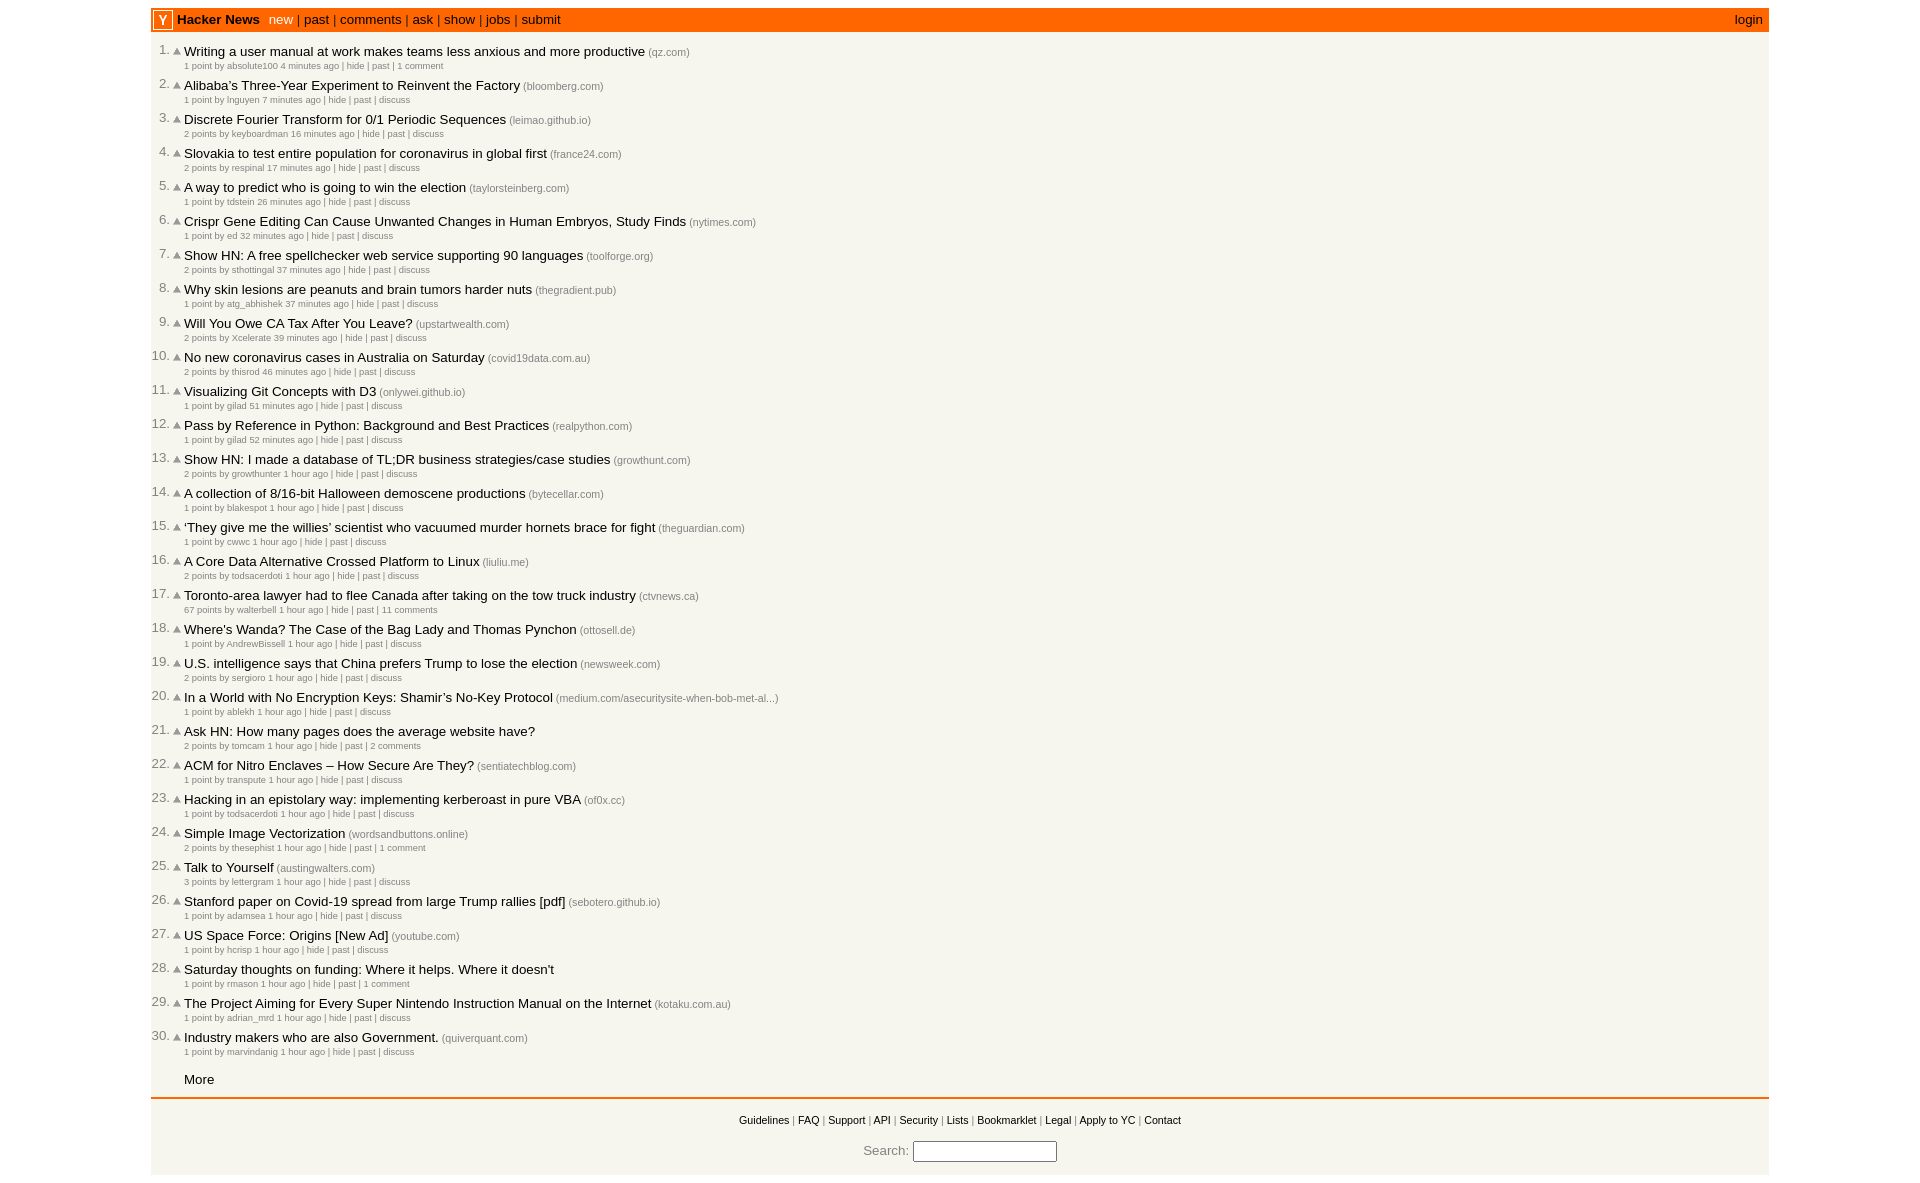 Y Hacker News new | past | comments | ask | show | jobs | submit login
1. Writing a user manual at work makes teams less anxious and more productive (qz.com)
1 point by absolute100 4 minutes ago | hide | past | 1 comment
2. Alibaba’s Three-Year Experiment to Reinvent the Factory (bloomberg.com)
1 point by lnguyen 7 minutes ago | hide | past | discuss
3. Discrete Fourier Transform for 0/1 Periodic Sequences (leimao.github.io)
2 points by keyboardman 16 minutes ago | hide | past | discuss
4. Slovakia to test entire population for coronavirus in global first (france24.com)
2 points by respinal 17 minutes ago | hide | past | discuss
5. A way to predict who is going to win the election (taylorsteinberg.com)
1 point by tdstein 26 minutes ago | hide | past | discuss
6. Crispr Gene Editing Can Cause Unwanted Changes in Human Embryos, Study Finds (nytimes.com)
1 point by ed 32 minutes ago | hide | past | discuss
7. Show HN: A free spellchecker web service supporting 90 languages (toolforge.org)
2 points by sthottingal 37 minutes ago | hide | past | discuss
8. Why skin lesions are peanuts and brain tumors harder nuts (thegradient.pub)
1 point by atg_abhishek 37 minutes ago | hide | past | discuss
9. Will You Owe CA Tax After You Leave? (upstartwealth.com)
2 points by Xcelerate 39 minutes ago | hide | past | discuss
10. No new coronavirus cases in Australia on Saturday (covid19data.com.au)
2 points by thisrod 46 minutes ago | hide | past | discuss
11. Visualizing Git Concepts with D3 (onlywei.github.io)
1 point by gilad 51 minutes ago | hide | past | discuss
12. Pass by Reference in Python: Background and Best Practices (realpython.com)
1 point by gilad 52 minutes ago | hide | past | discuss
13. Show HN: I made a database of TL;DR business strategies/case studies (growthunt.com)
2 points by growthunter 1 hour ago | hide | past | discuss
14. A collection of 8/16-bit Halloween demoscene productions (bytecellar.com)
1 point by blakespot 1 hour ago | hide | past | discuss
15. ‘They give me the willies’ scientist who vacuumed murder hornets brace for fight (theguardian.com)
1 point by cwwc 1 hour ago | hide | past | discuss
16. A Core Data Alternative Crossed Platform to Linux (liuliu.me)
2 points by todsacerdoti 1 hour ago | hide | past | discuss
17. Toronto-area lawyer had to flee Canada after taking on the tow truck industry (ctvnews.ca)
67 points by walterbell 1 hour ago | hide | past | 11 comments
18. Where's Wanda? The Case of the Bag Lady and Thomas Pynchon (ottosell.de)
1 point by AndrewBissell 1 hour ago | hide | past | discuss
19. U.S. intelligence says that China prefers Trump to lose the election (newsweek.com)
2 points by sergioro 1 hour ago | hide | past | discuss
20. In a World with No Encryption Keys: Shamir’s No-Key Protocol (medium.com/asecuritysite-when-bob-met-al...)
1 point by ablekh 1 hour ago | hide | past | discuss
21. Ask HN: How many pages does the average website have?
2 points by tomcam 1 hour ago | hide | past | 2 comments
22. ACM for Nitro Enclaves – How Secure Are They? (sentiatechblog.com)
1 point by transpute 1 hour ago | hide | past | discuss
23. Hacking in an epistolary way: implementing kerberoast in pure VBA (of0x.cc)
1 point by todsacerdoti 1 hour ago | hide | past | discuss
24. Simple Image Vectorization (wordsandbuttons.online)
2 points by thesephist 1 hour ago | hide | past | 1 comment
25. Talk to Yourself (austingwalters.com)
3 points by lettergram 1 hour ago | hide | past | discuss
26. Stanford paper on Covid-19 spread from large Trump rallies [pdf] (sebotero.github.io)
1 point by adamsea 1 hour ago | hide | past | discuss
27. US Space Force: Origins [New Ad] (youtube.com)
1 point by hcrisp 1 hour ago | hide | past | discuss
28. Saturday thoughts on funding: Where it helps. Where it doesn't
1 point by rmason 1 hour ago | hide | past | 1 comment
29. The Project Aiming for Every Super Nintendo Instruction Manual on the Internet (kotaku.com.au)
1 point by adrian_mrd 1 hour ago | hide | past | discuss
30. Industry makers who are also Government. (quiverquant.com)
1 point by marvindanig 1 hour ago | hide | past | discuss
More
Guidelines | FAQ | Support | API | Security | Lists | Bookmarklet | Legal | Apply to YC | Contact
Search: